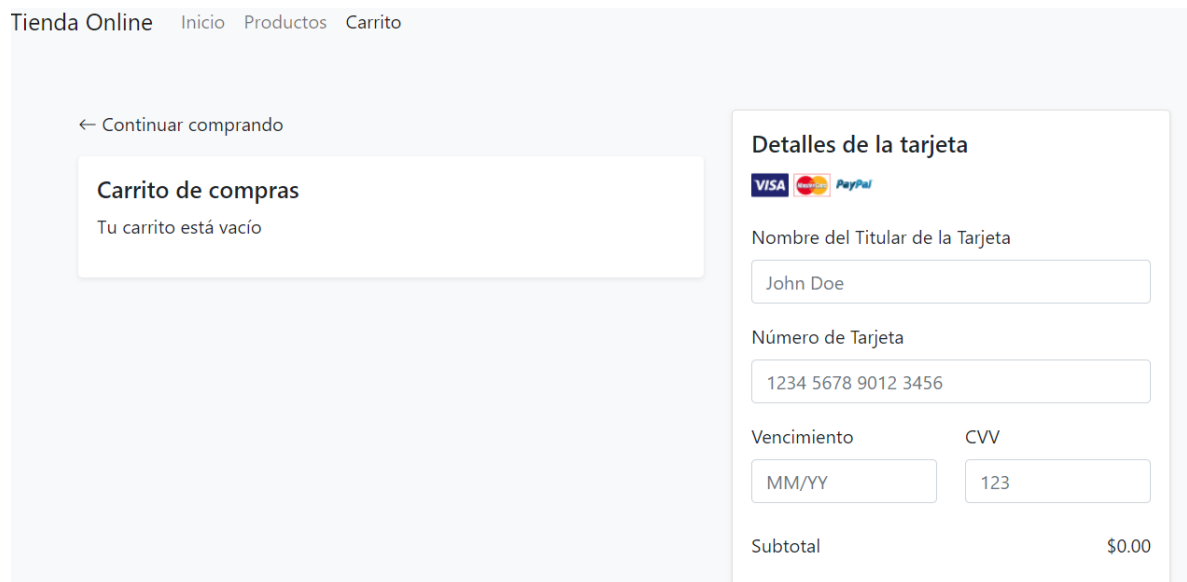 Tienda Online Inicio Productos Carrito
← Continuar comprando
Carrito de compras
Tu carrito está vacío
Detalles de la tarjeta
VISA MasterCard PayPal
Nombre del Titular de la Tarjeta
John Doe
Número de Tarjeta
1234 5678 9012 3456
Vencimiento CVV
MM/YY 123
Subtotal $0.00